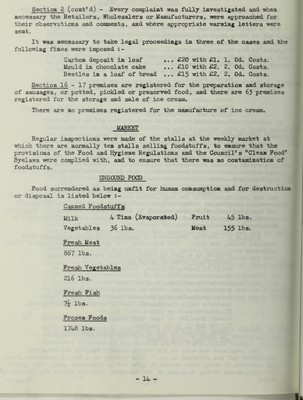 Section 2 (cont'd) - Every complaint was fully investigated and when
necessary the Retailers, Wholesalers or Manufacturers, were approached for
their observations and comments, and where appropriate warning letters were
sent.
It was necessary to take legal proceedings in three of the cases and the
following fines were imposed :-
Carbon deposit in loaf ... £20 with £1. 1. 0d. Costs.
Mould in chocolate cake ... £10 with £2. 2. 0d. Costs.
Beetles in a loaf of bread ... £15 with £2. 2. 0d. Costs.
Section 16 - 17 premises are registered for the preparation and storage
of sausages, or potted, pickled or preserved food, and there are 63 premises
registered for the storage and sale of ice cream.
There are no premises registered for the manufacture of ice cream.
MARKET
Regular inspections were made of the stalls at the weekly market at
which there are normally ten stalls selling foodstuffs, to ensure that the
provisions of the Food and Hygiene Regulations and the Council's "Clean Food"
Byelaws were complied with, and to ensure that there was no contamination of
foodstuffs.
UNSOUND FOOD
Food surrendered as being unfit for human consumption and for destruction
or disposal is listed below :-
Canned Foodstuffs
Milk 4 Tins (Evaporated) Fruit 45 lbs.
Vegetables 36 lbs. Meat 155 lbs.
Fresh Meat
867 lbs.
Fresh Vegetables
216 lbs.
Fresh Fish
7½ lbs.
Frozen Foods
1748 lbs.
- 14 -